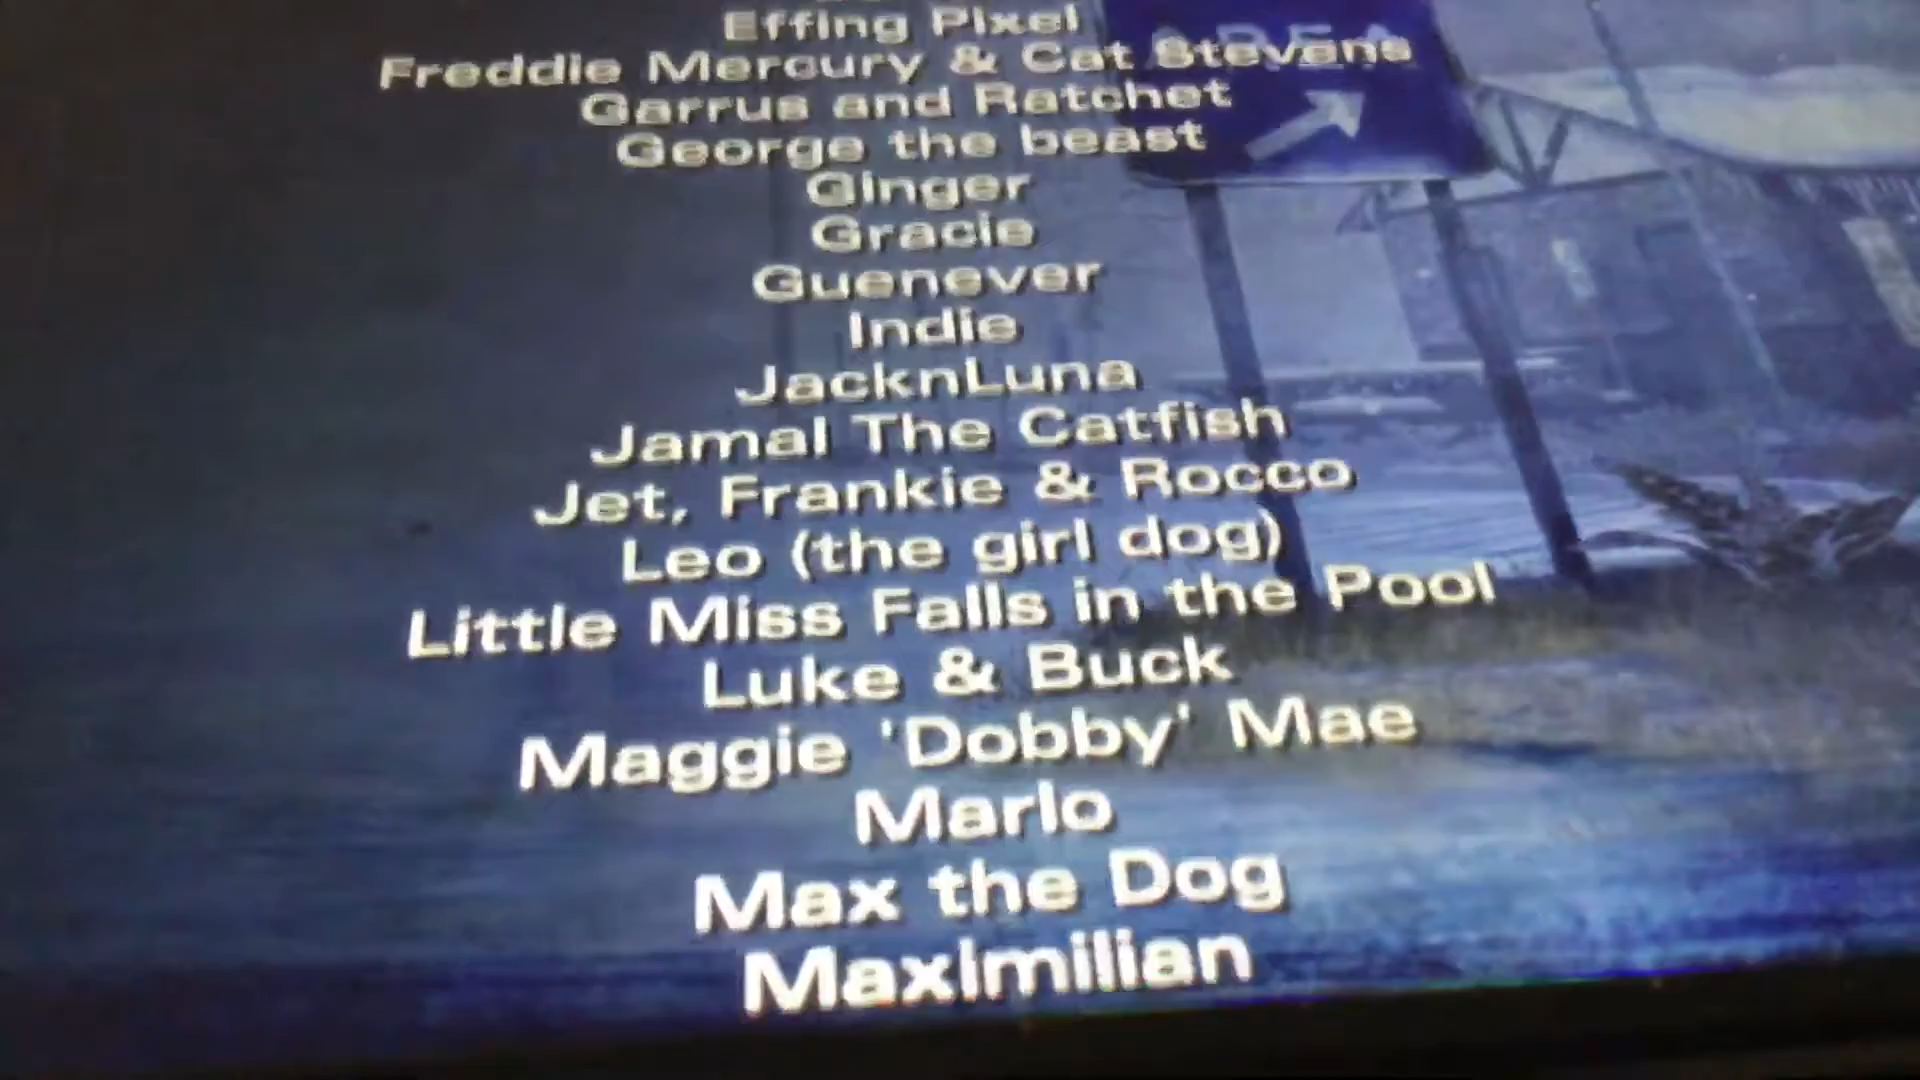 Effing Pixel
Freddie Mercury & Cat Stevens
Garrus and Ratchet
George the beast
Ginger
Gracie
Guenever
Indie
JacknLuna
Jamal The Catfish
Jet, Frankie & Rocco
Leo (the girl dog)
Little Miss Falls in the Pool
Luke & Buck
Maggie 'Dobby' Mae
Marlo
Max the Dog
Maximilian
AREA